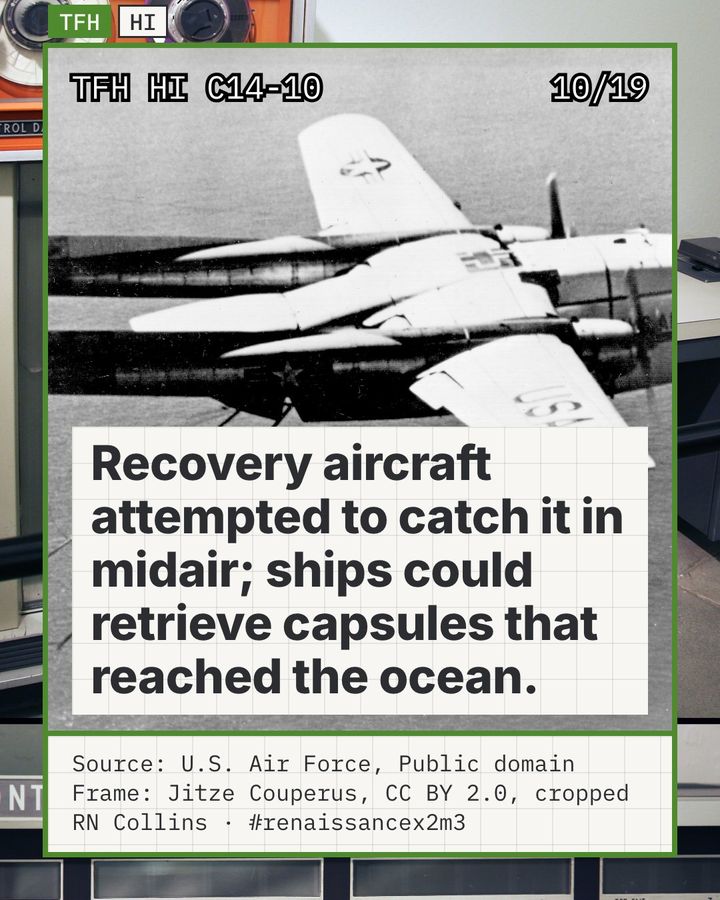 TFH HI
TFH HI C14-10
10/19
USA
Recovery aircraft
attempted to catch it in
midair; ships could
retrieve capsules that
reached the ocean.
Source: U.S. Air Force, Public domain
Frame: Jitze Couperus, CC BY 2.0, cropped
RN Collins · #renaissancex2m3